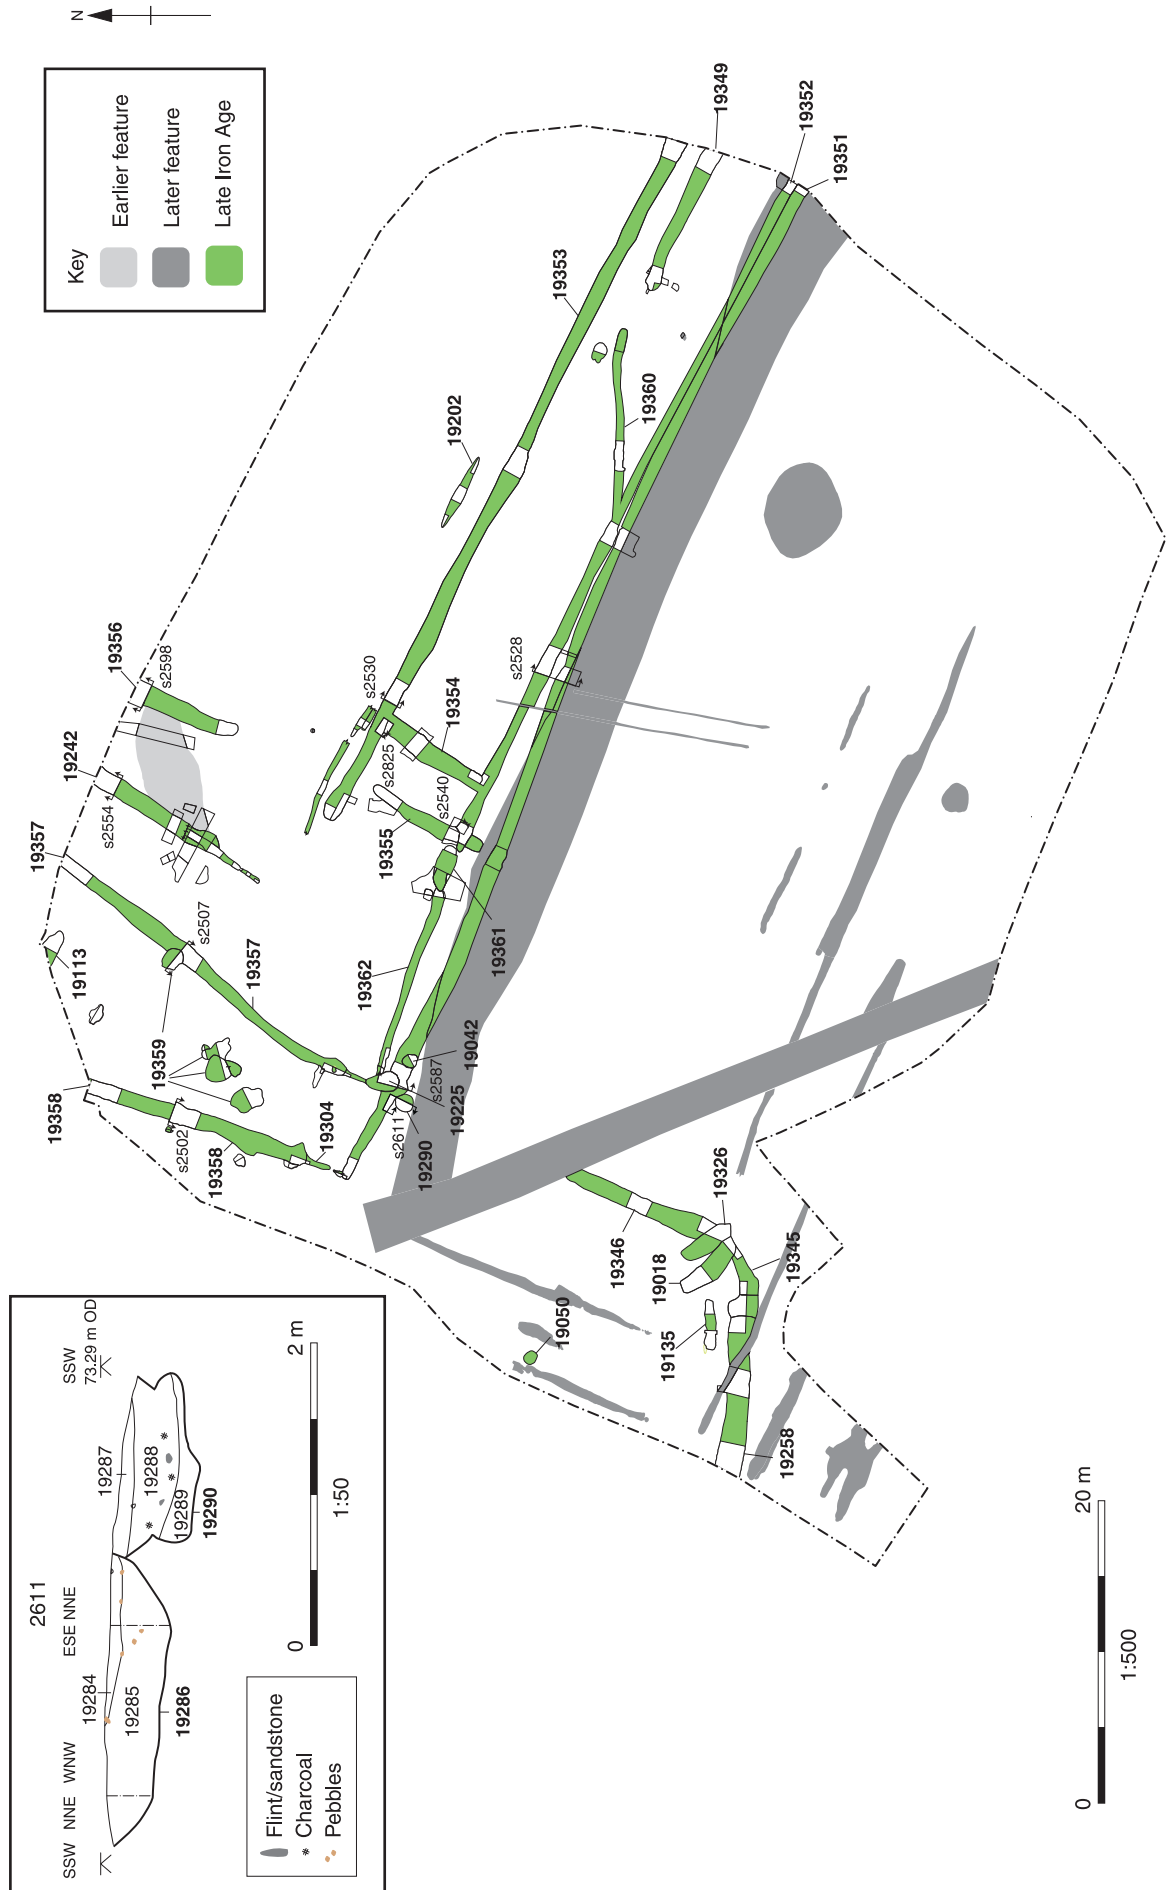 N
Key
Earlier feature
Later feature
Late Iron Age
19349
19352
19351
19353
19360
19202
19356
s2598
s2530
19354
s2528
19242
s2554
s2825
s2540
19355
19357
s2507
19361
19113
19357
19362
19359
19042
s2587
19225
19358
s2502
19358
19304
s2611
19290
19326
19346
19018
19345
19050
19135
19258
2611
SSW NNE WNW
ESE NNE
SSW
73.29 m OD
19284
19285
19286
19287
19288
19289
19290
0
2 m
1:50
Flint/sandstone
Charcoal
Pebbles
0
20 m
1:500